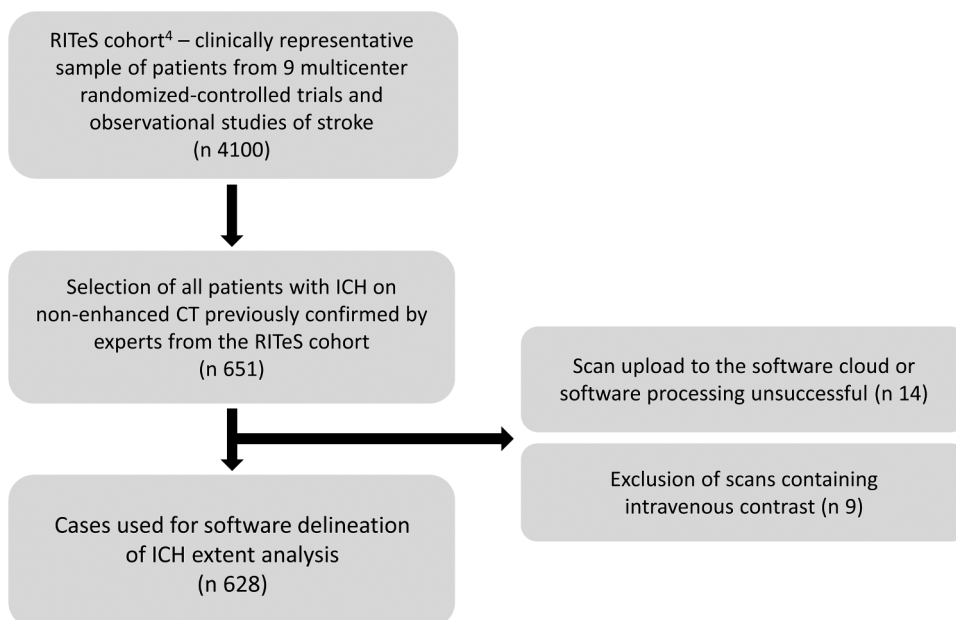 RITeS cohort⁴ – clinically representative
sample of patients from 9 multicenter
randomized-controlled trials and
observational studies of stroke
(n 4100)
Selection of all patients with ICH on
non-enhanced CT previously confirmed by
experts from the RITeS cohort
(n 651)
Scan upload to the software cloud or
software processing unsuccessful (n 14)
Exclusion of scans containing
intravenous contrast (n 9)
Cases used for software delineation
of ICH extent analysis
(n 628)